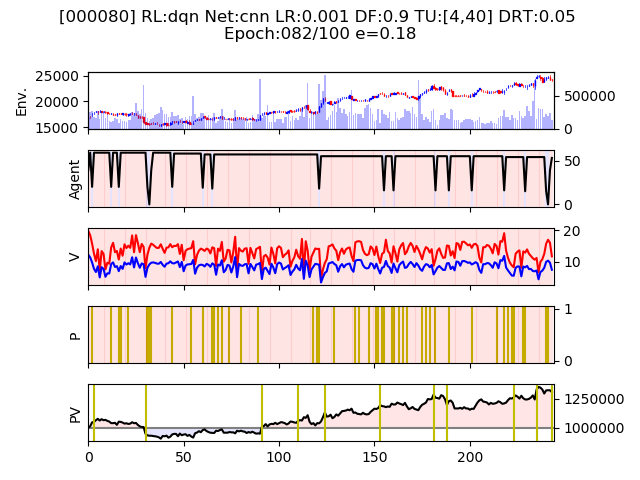 [000080] RL:dqn Net:cnn LR:0.001 DF:0.9 TU:[4,40] DRT:0.05
Epoch:082/100 e=0.18
Env.
25000
20000
15000
500000
0
Agent
50
0
V
20
10
P
1
0
PV
1250000
1000000
0 50 100 150 200